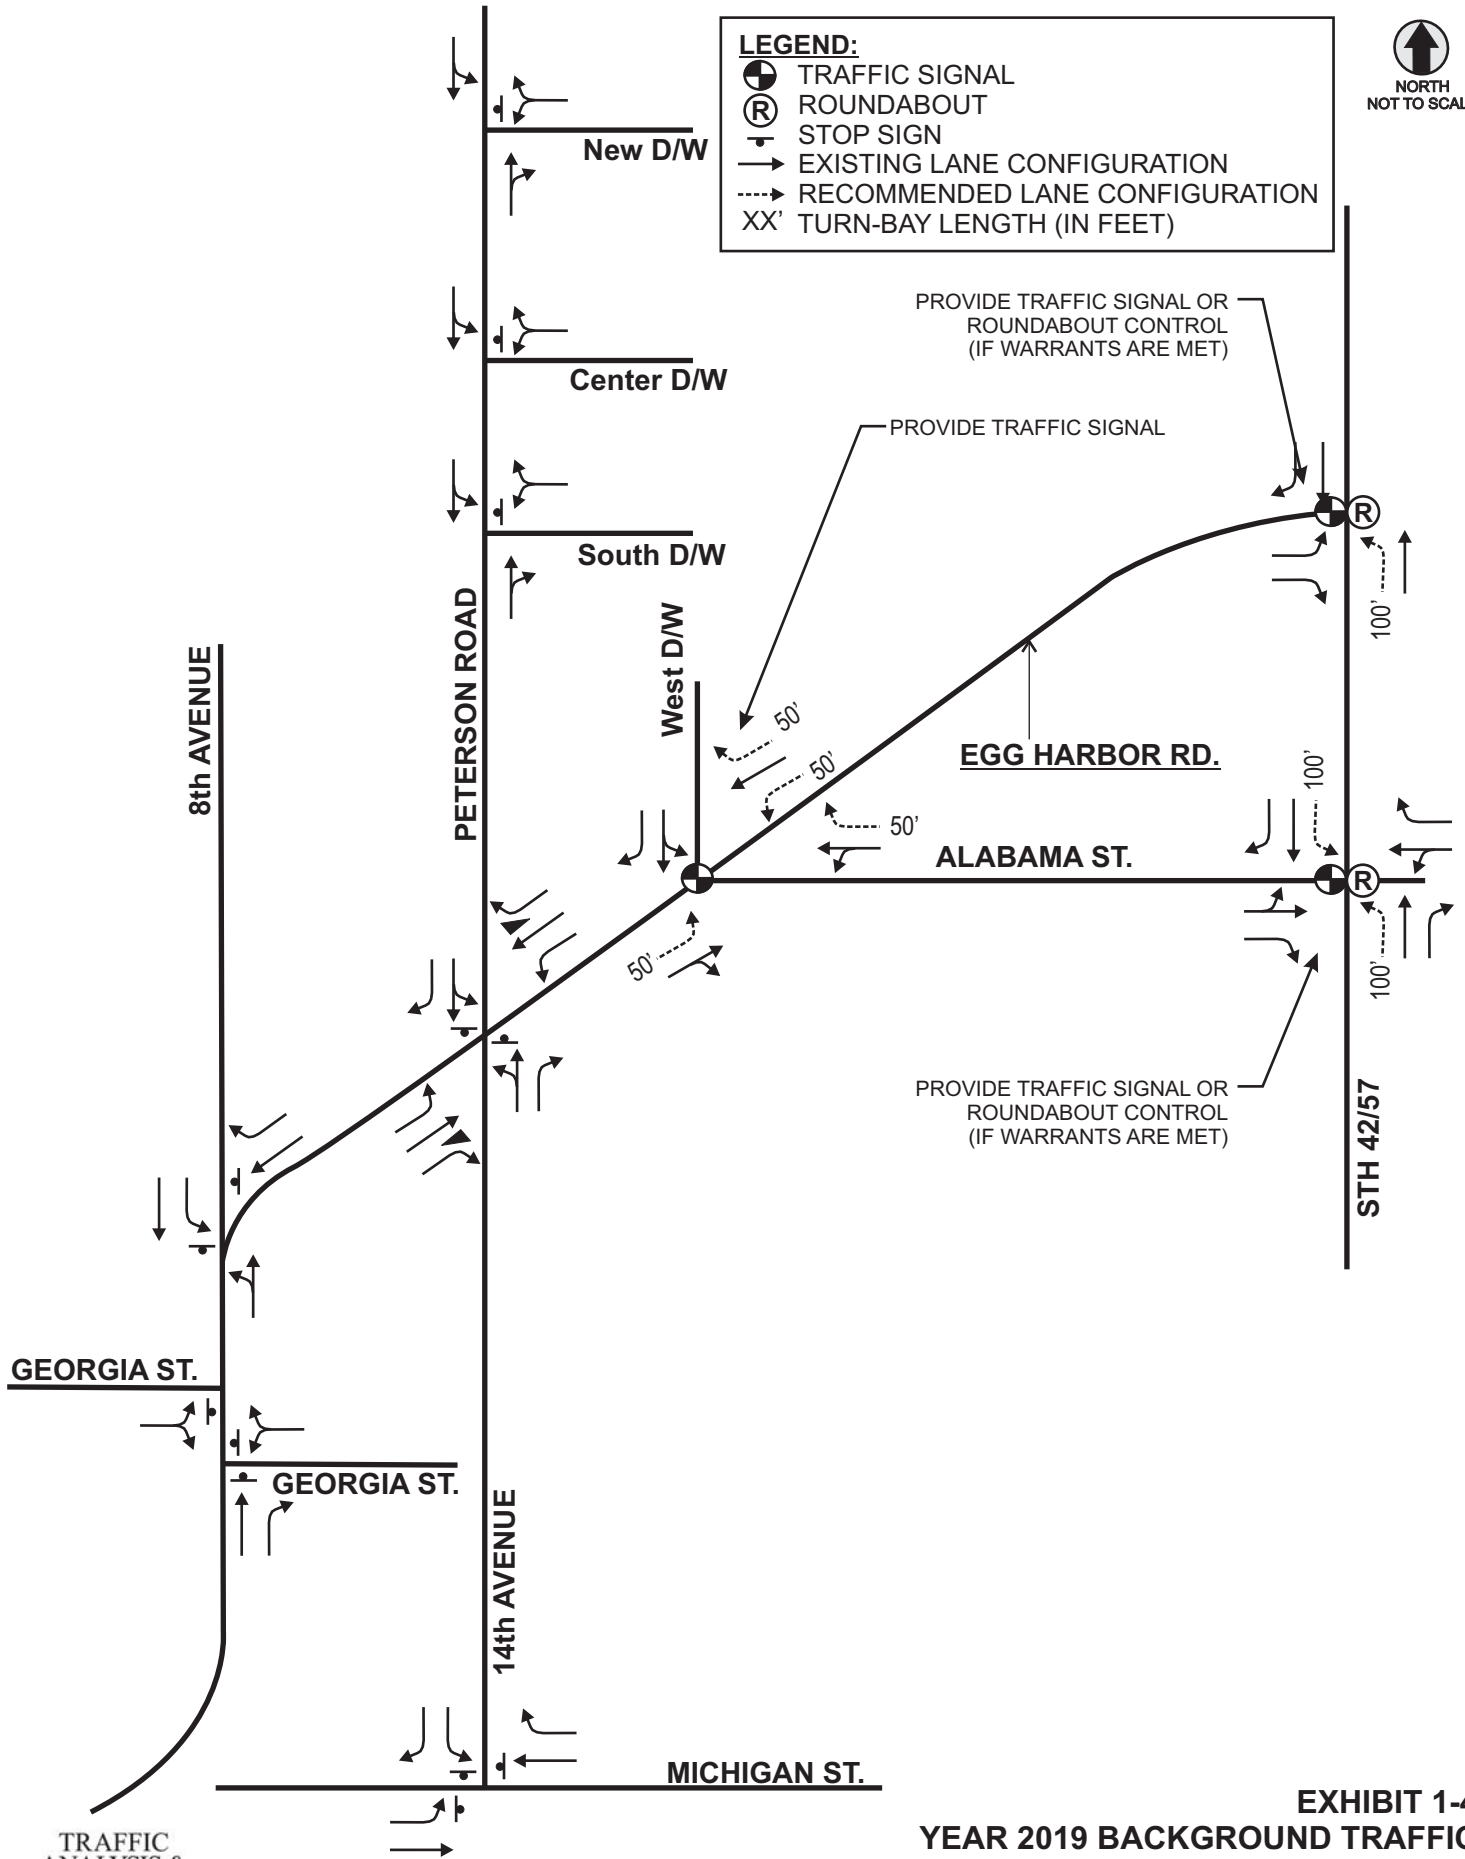 LEGEND:
TRAFFIC SIGNAL
R ROUNDABOUT
STOP SIGN
EXISTING LANE CONFIGURATION
RECOMMENDED LANE CONFIGURATION
XX' TURN-BAY LENGTH (IN FEET)
NORTH
NOT TO SCAL
New D/W
Center D/W
South D/W
PROVIDE TRAFFIC SIGNAL OR
ROUNDABOUT CONTROL
(IF WARRANTS ARE MET)
PROVIDE TRAFFIC SIGNAL
R
100'
PETERSON ROAD
8th AVENUE
West D/W
50'
50'
50'
50'
EGG HARBOR RD.
100'
ALABAMA ST.
R
100'
PROVIDE TRAFFIC SIGNAL OR
ROUNDABOUT CONTROL
(IF WARRANTS ARE MET)
STH 42/57
GEORGIA ST.
GEORGIA ST.
14th AVENUE
MICHIGAN ST.
EXHIBIT 1-4
YEAR 2019 BACKGROUND TRAFFIC
TRAFFIC